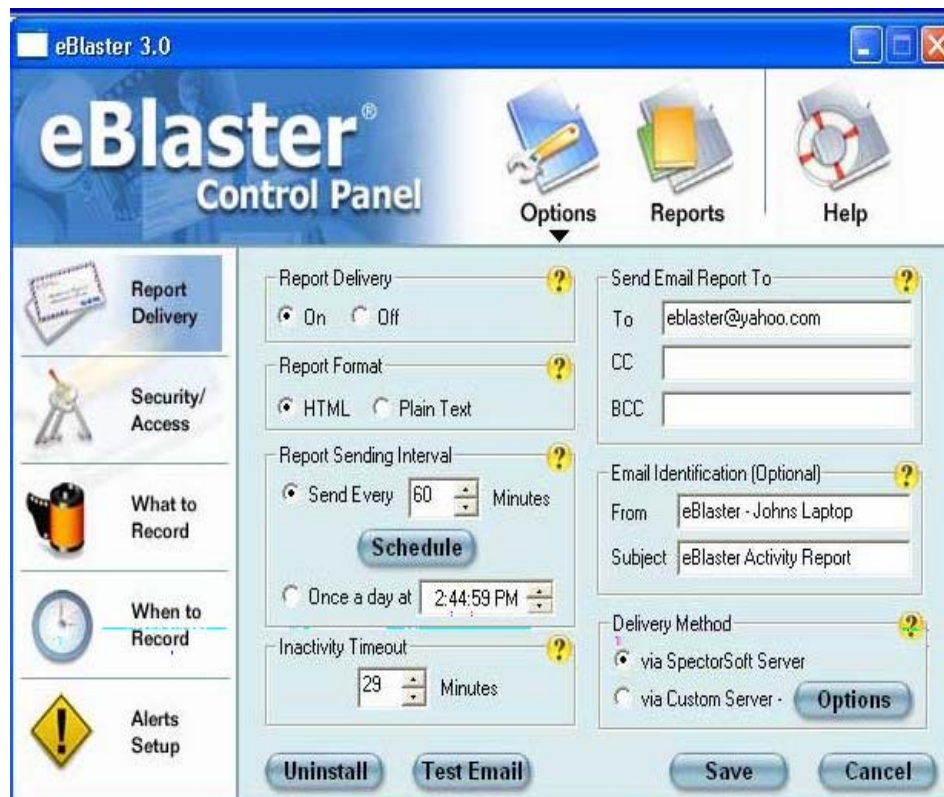 eBlaster 3.0
eBlaster®
Control Panel
Options
Reports
Help
Report
Delivery
Security/
Access
What to
Record
When to
Record
Alerts
Setup
Report Delivery
On
Off
Report Format
HTML
Plain Text
Report Sending Interval
Send Every 60 Minutes
Schedule
Once a day at 2:44:59 PM
Inactivity Timeout
29 Minutes
Send Email Report To
To eblaster@yahoo.com
CC
BCC
Email Identification (Optional)
From eBlaster - Johns Laptop
Subject eBlaster Activity Report
Delivery Method
via SpectorSoft Server
via Custom Server - Options
Uninstall
Test Email
Save
Cancel